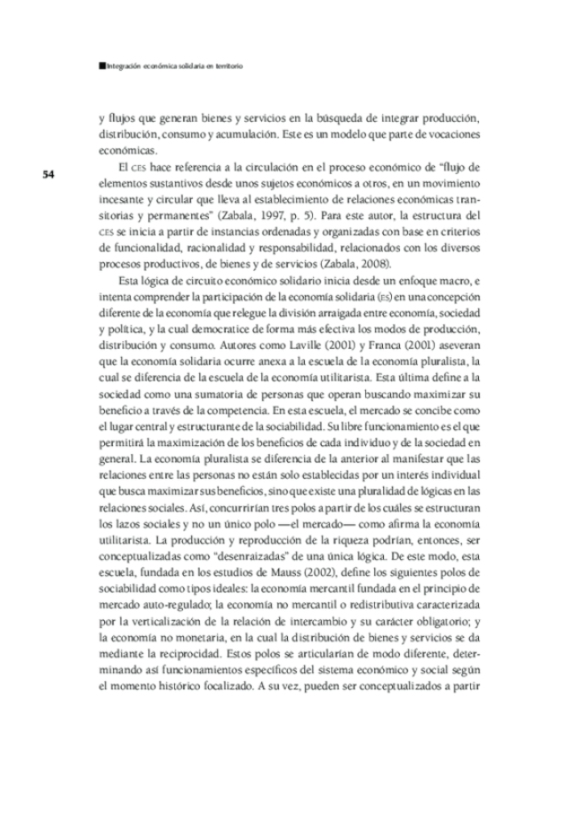 Integración económica solidaria en territorio
y flujos que generan bienes y servicios en la búsqueda de integrar producción,
distribución, consumo y acumulación. Este es un modelo que parte de vocaciones
económicas.
54
El CES hace referencia a la circulación en el proceso económico de “flujo de
elementos sustantivos desde unos sujetos económicos a otros, en un movimiento
incesante y circular que lleva al establecimiento de relaciones económicas tran-
sitorias y permanentes” (Zabala, 1997, p. 5). Para este autor, la estructura del
CES se inicia a partir de instancias ordenadas y organizadas con base en criterios
de funcionalidad, racionalidad y responsabilidad, relacionados con los diversos
procesos productivos, de bienes y de servicios (Zabala, 2008).
Esta lógica de circuito económico solidario inicia desde un enfoque macro, e
intenta comprender la participación de la economía solidaria (ES) en una concepción
diferente de la economía que relegue la división arraigada entre economía, sociedad
y política, y la cual democratice de forma más efectiva los modos de producción,
distribución y consumo. Autores como Laville (2001) y Franca (2001) aseveran
que la economía solidaria ocurre anexa a la escuela de la economía pluralista, la
cual se diferencia de la escuela de la economía utilitarista. Esta última define a la
sociedad como una sumatoria de personas que operan buscando maximizar su
beneficio a través de la competencia. En esta escuela, el mercado se concibe como
el lugar central y estructurante de la sociabilidad. Su libre funcionamiento es el que
permitirá la maximización de los beneficios de cada individuo y de la sociedad en
general. La economía pluralista se diferencia de la anterior al manifestar que las
relaciones entre las personas no están solo establecidas por un interés individual
que busca maximizar sus beneficios, sino que existe una pluralidad de lógicas en las
relaciones sociales. Así, concurrirían tres polos a partir de los cuáles se estructuran
los lazos sociales y no un único polo —el mercado— como afirma la economía
utilitarista. La producción y reproducción de la riqueza podrían, entonces, ser
conceptualizadas como “desenraizadas” de una única lógica. De este modo, esta
escuela, fundada en los estudios de Mauss (2002), define los siguientes polos de
sociabilidad como tipos ideales: la economía mercantil fundada en el principio de
mercado auto-regulado; la economía no mercantil o redistributiva caracterizada
por la verticalización de la relación de intercambio y su carácter obligatorio; y
la economía no monetaria, en la cual la distribución de bienes y servicios se da
mediante la reciprocidad. Estos polos se articularían de modo diferente, deter-
minando así funcionamientos específicos del sistema económico y social según
el momento histórico focalizado. A su vez, pueden ser conceptualizados a partir